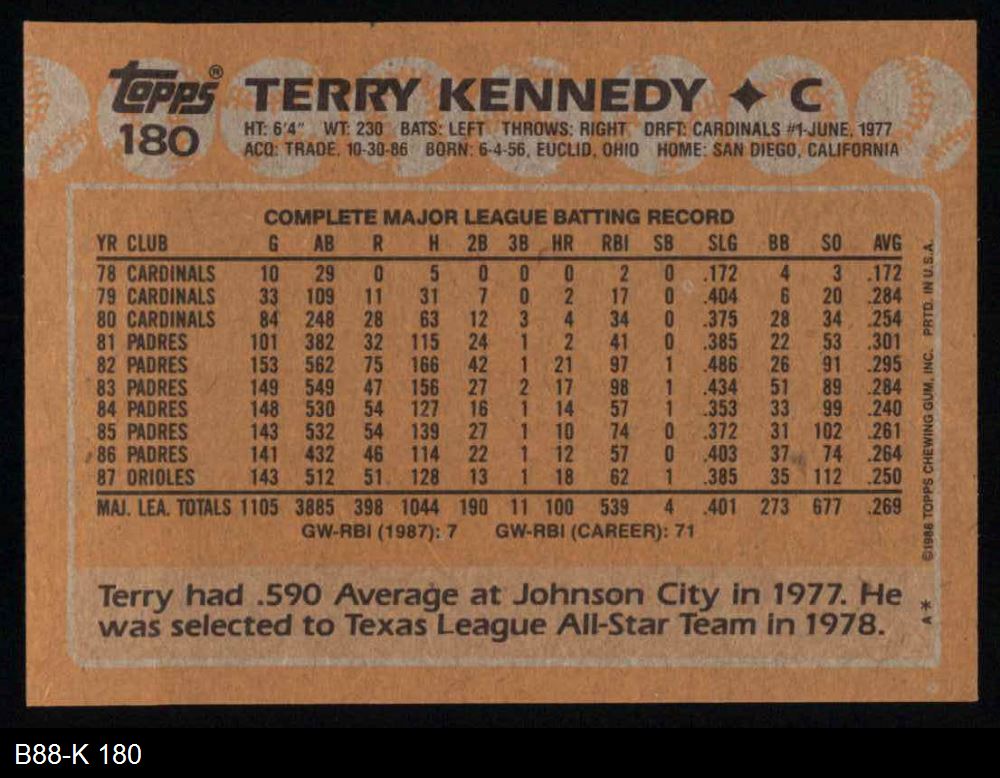 topps® TERRY KENNEDY ✦ C
180 HT: 6'4" WT: 230 BATS: LEFT THROWS: RIGHT DRFT: CARDINALS #1-JUNE, 1977
ACQ: TRADE, 10-30-86 BORN: 6-4-56, EUCLID, OHIO HOME: SAN DIEGO, CALIFORNIA
COMPLETE MAJOR LEAGUE BATTING RECORD
YR CLUB G AB R H 2B 3B HR RBI SB SLG BB SO AVG
78 CARDINALS 10 29 0 5 0 0 0 2 0 .172 4 3 .172
79 CARDINALS 33 109 11 31 7 0 2 17 0 .404 6 20 .284
80 CARDINALS 84 248 28 63 12 3 4 34 0 .375 28 34 .254
81 PADRES 101 382 32 115 24 1 2 41 0 .385 22 53 .301
82 PADRES 153 562 75 166 42 1 21 97 1 .486 26 91 .295
83 PADRES 149 549 47 156 27 2 17 98 1 .434 51 89 .284
84 PADRES 148 530 54 127 16 1 14 57 1 .353 33 99 .240
85 PADRES 143 532 54 139 27 1 10 74 0 .372 31 102 .261
86 PADRES 141 432 46 114 22 1 12 57 0 .403 37 74 .264
87 ORIOLES 143 512 51 128 13 1 18 62 1 .385 35 112 .250
MAJ. LEA. TOTALS 1105 3885 398 1044 190 11 100 539 4 .401 273 677 .269
GW-RBI (1987): 7 GW-RBI (CAREER): 71
Terry had .590 Average at Johnson City in 1977. He
was selected to Texas League All-Star Team in 1978.
A* ©1988 TOPPS CHEWING GUM, INC. PRTD. IN U.S.A.
B88-K 180